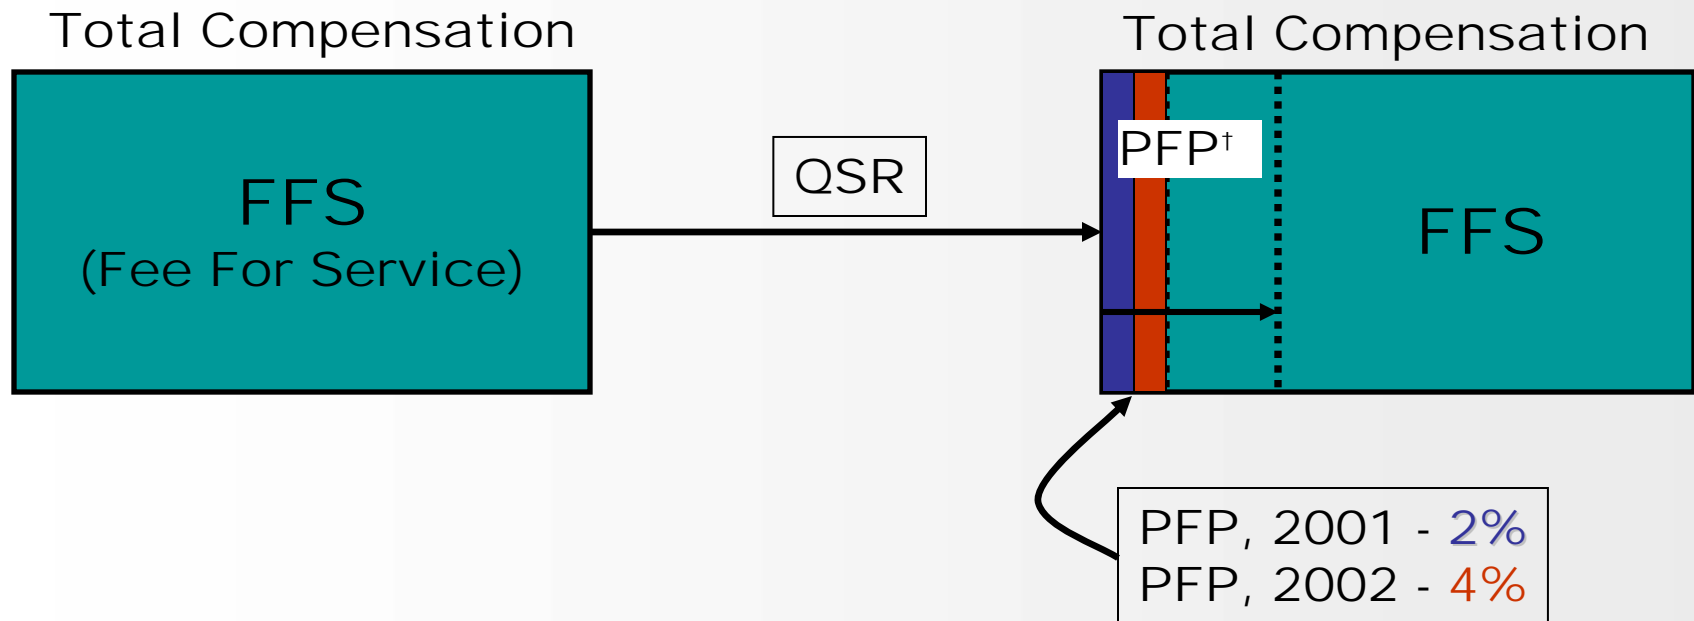 Total Compensation
FFS
(Fee For Service)
QSR
Total Compensation
PFP†
FFS
PFP, 2001 - 2%
PFP, 2002 - 4%